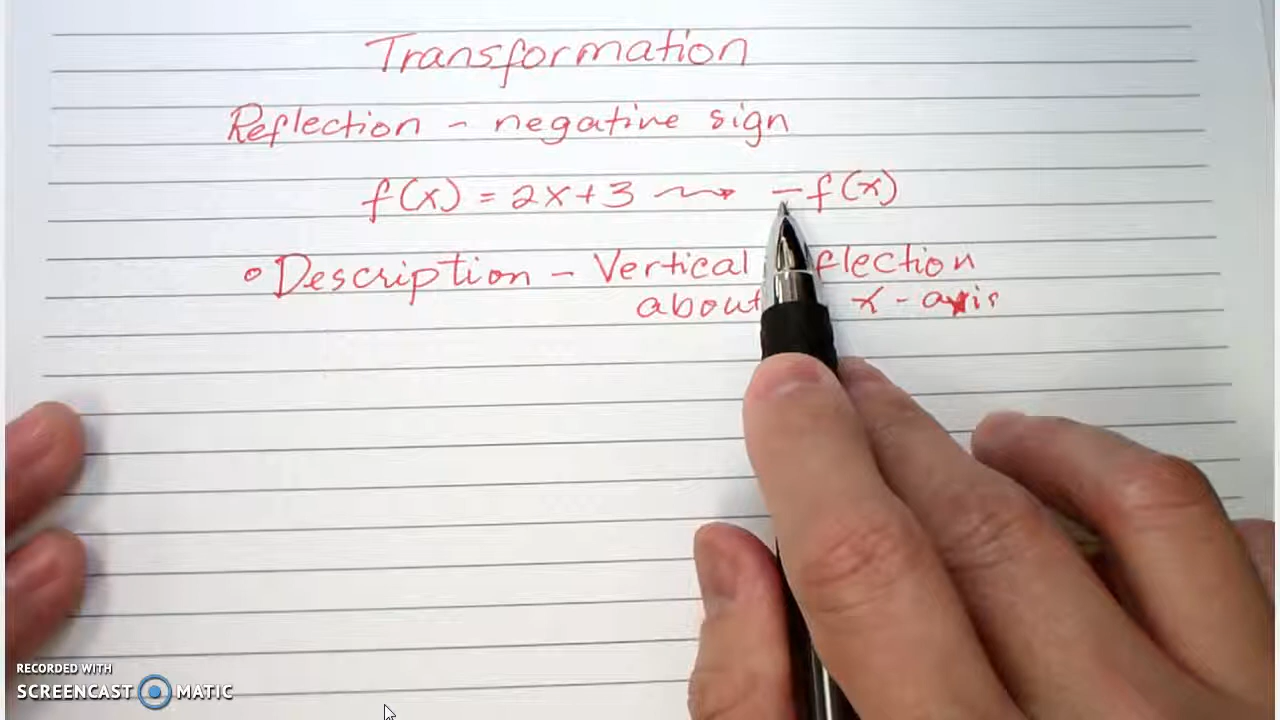 Transformation
Reflection - negative sign
f(x) = 2x+3 ⟿ -f(x)
• Description - Vertical
about x-axis
RECORDED WITH
SCREENCAST MATIC